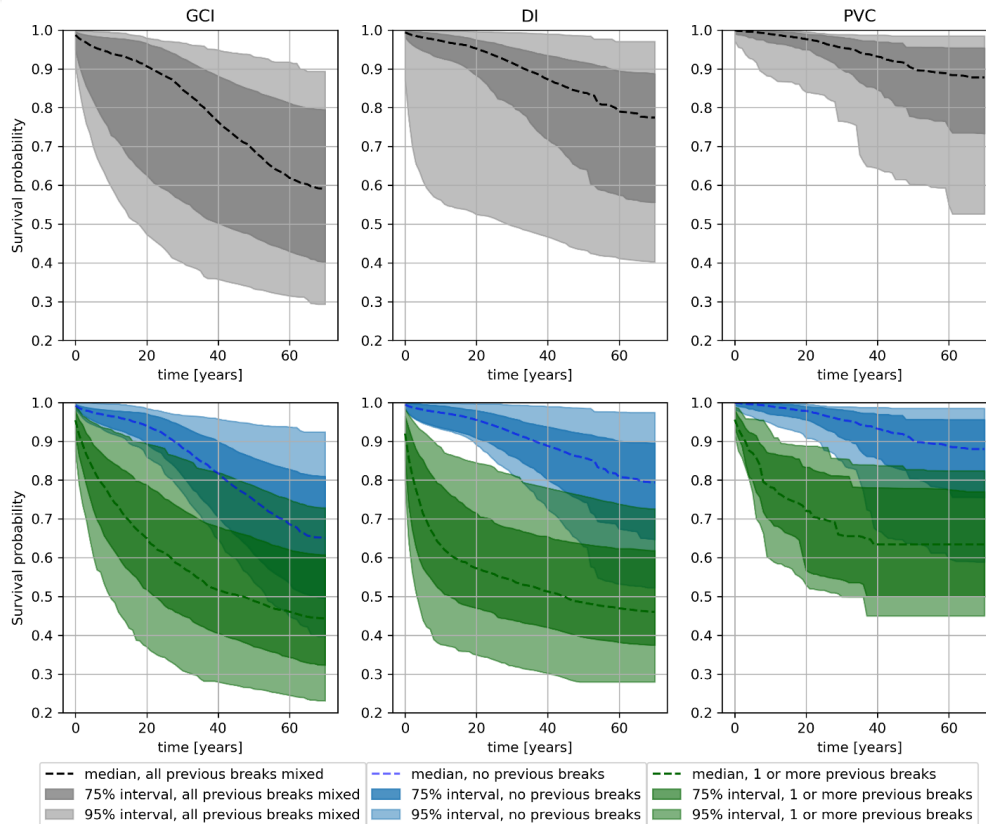 GCI DI PVC
1.0 1.0 1.0
0.9 0.9 0.9
0.8 0.8 0.8
0.7 0.7 0.7
0.6 0.6 0.6
0.5 0.5 0.5
0.4 0.4 0.4
0.3 0.3 0.3
0.2 0.2 0.2
Survival probability
0 20 40 60 0 20 40 60 0 20 40 60
time [years] time [years] time [years]
1.0 1.0 1.0
0.9 0.9 0.9
0.8 0.8 0.8
0.7 0.7 0.7
0.6 0.6 0.6
0.5 0.5 0.5
0.4 0.4 0.4
0.3 0.3 0.3
0.2 0.2 0.2
Survival probability
0 20 40 60 0 20 40 60 0 20 40 60
time [years] time [years] time [years]
median, all previous breaks mixed median, no previous breaks median, 1 or more previous breaks
75% interval, all previous breaks mixed 75% interval, no previous breaks 75% interval, 1 or more previous breaks
95% interval, all previous breaks mixed 95% interval, no previous breaks 95% interval, 1 or more previous breaks